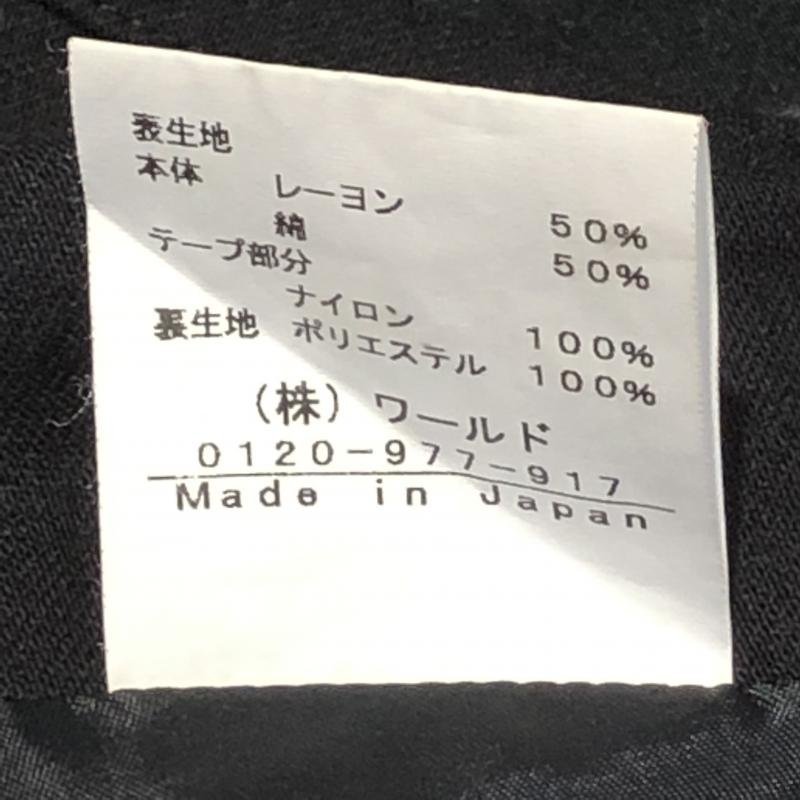 表生地
本体 レーヨン 50%
綿 50%
テープ部分
ナイロン 100%
裏生地 ポリエステル 100%
(株)ワールド
0120-977-917
Made in Japan